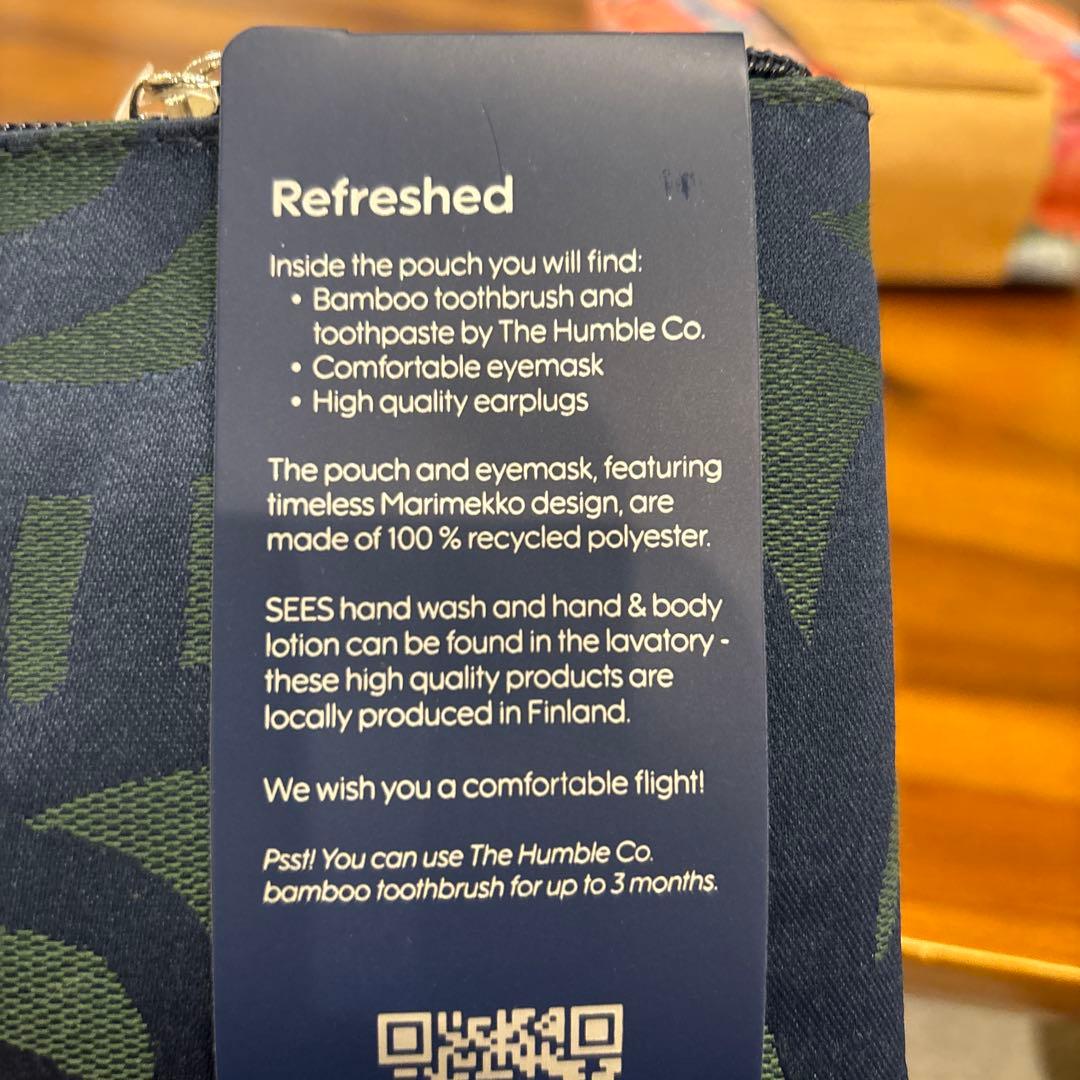 Refreshed
Inside the pouch you will find:
• Bamboo toothbrush and
toothpaste by The Humble Co.
• Comfortable eyemask
• High quality earplugs
The pouch and eyemask, featuring
timeless Marimekko design, are
made of 100 % recycled polyester.
SEES hand wash and hand & body
lotion can be found in the lavatory -
these high quality products are
locally produced in Finland.
We wish you a comfortable flight!
Psst! You can use The Humble Co.
bamboo toothbrush for up to 3 months.